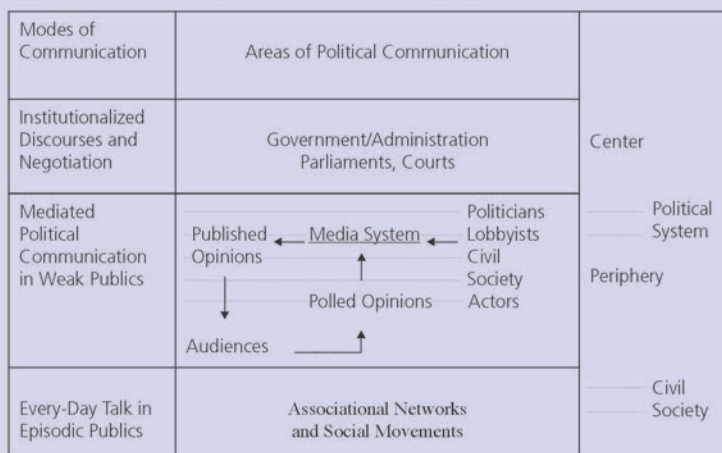 Modes of
Communication
Areas of Political Communication
Institutionalized
Discourses and
Negotiation
Government/Administration
Parliaments, Courts
Center
Mediated
Political
Communication
in Weak Publics
Published
Opinions
Media System
Politicians
Lobbyists
Civil
Society
Actors
Polled Opinions
Audiences
Political
System
Periphery
Every-Day Talk in
Episodic Publics
Associational Networks
and Social Movements
Civil
Society